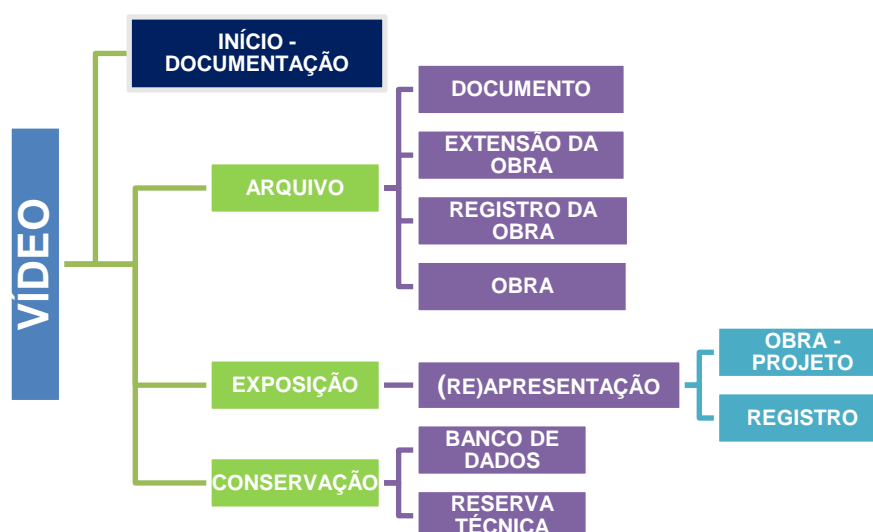 VÍDEO
INÍCIO -
DOCUMENTAÇÃO
ARQUIVO
DOCUMENTO
EXTENSÃO DA
OBRA
REGISTRO DA
OBRA
OBRA
EXPOSIÇÃO
(RE)APRESENTAÇÃO
OBRA -
PROJETO
REGISTRO
CONSERVAÇÃO
BANCO DE
DADOS
RESERVA
TÉCNICA